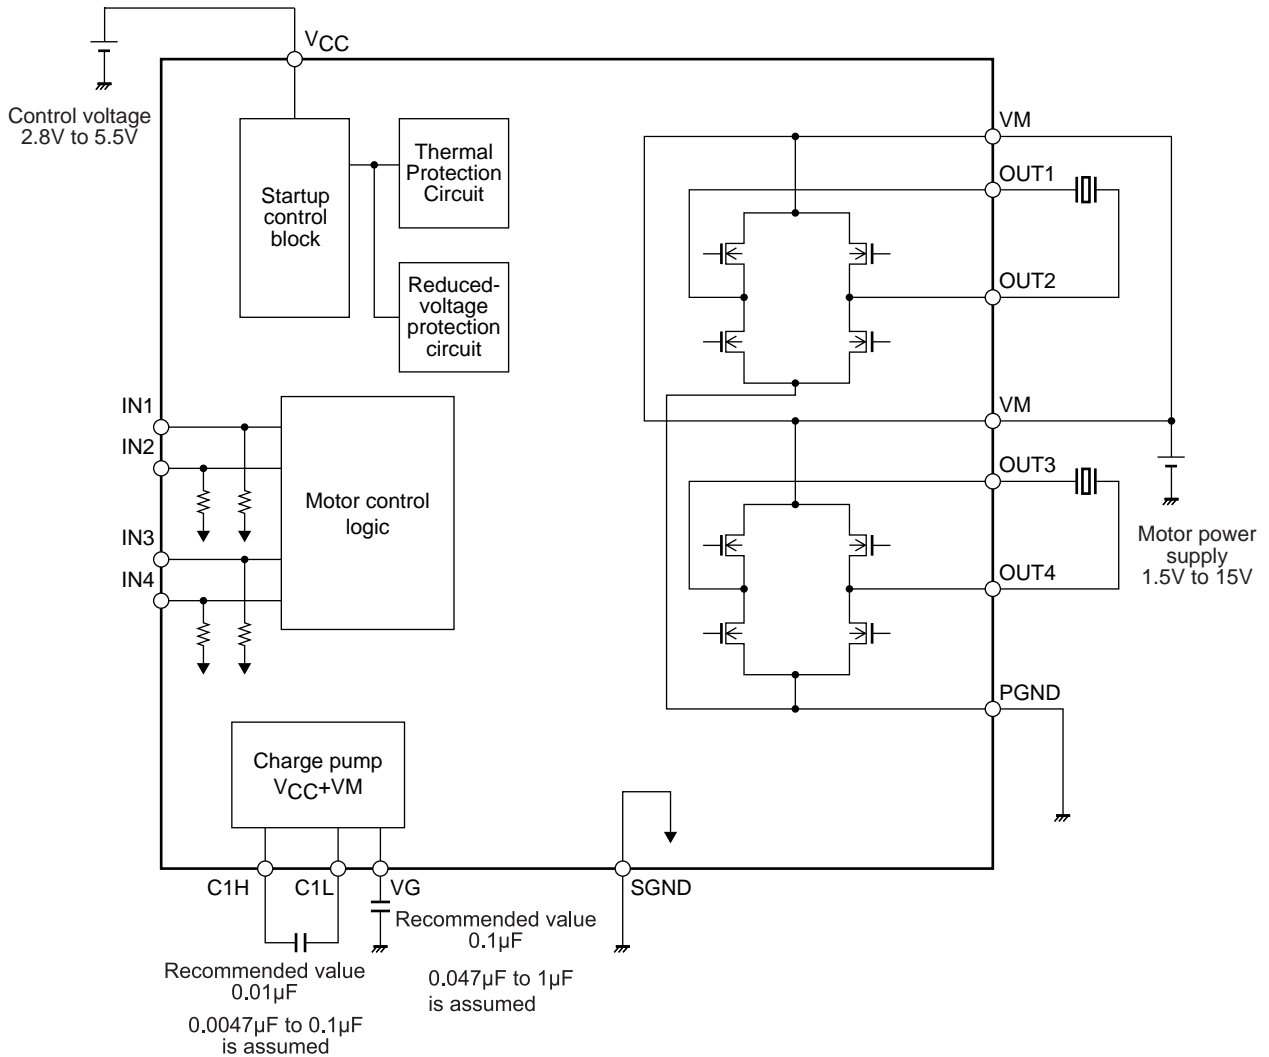 VCC
Control voltage
2.8V to 5.5V
Startup
control
block
Thermal
Protection
Circuit
Reduced-
voltage
protection
circuit
VM
OUT1
OUT2
VM
OUT3
OUT4
Motor power
supply
1.5V to 15V
PGND
IN1
IN2
IN3
IN4
Motor control
logic
Charge pump
VCC+VM
C1H
C1L
VG
SGND
Recommended value
0.1µF
0.047µF to 1µF
is assumed
Recommended value
0.01µF
0.0047µF to 0.1µF
is assumed